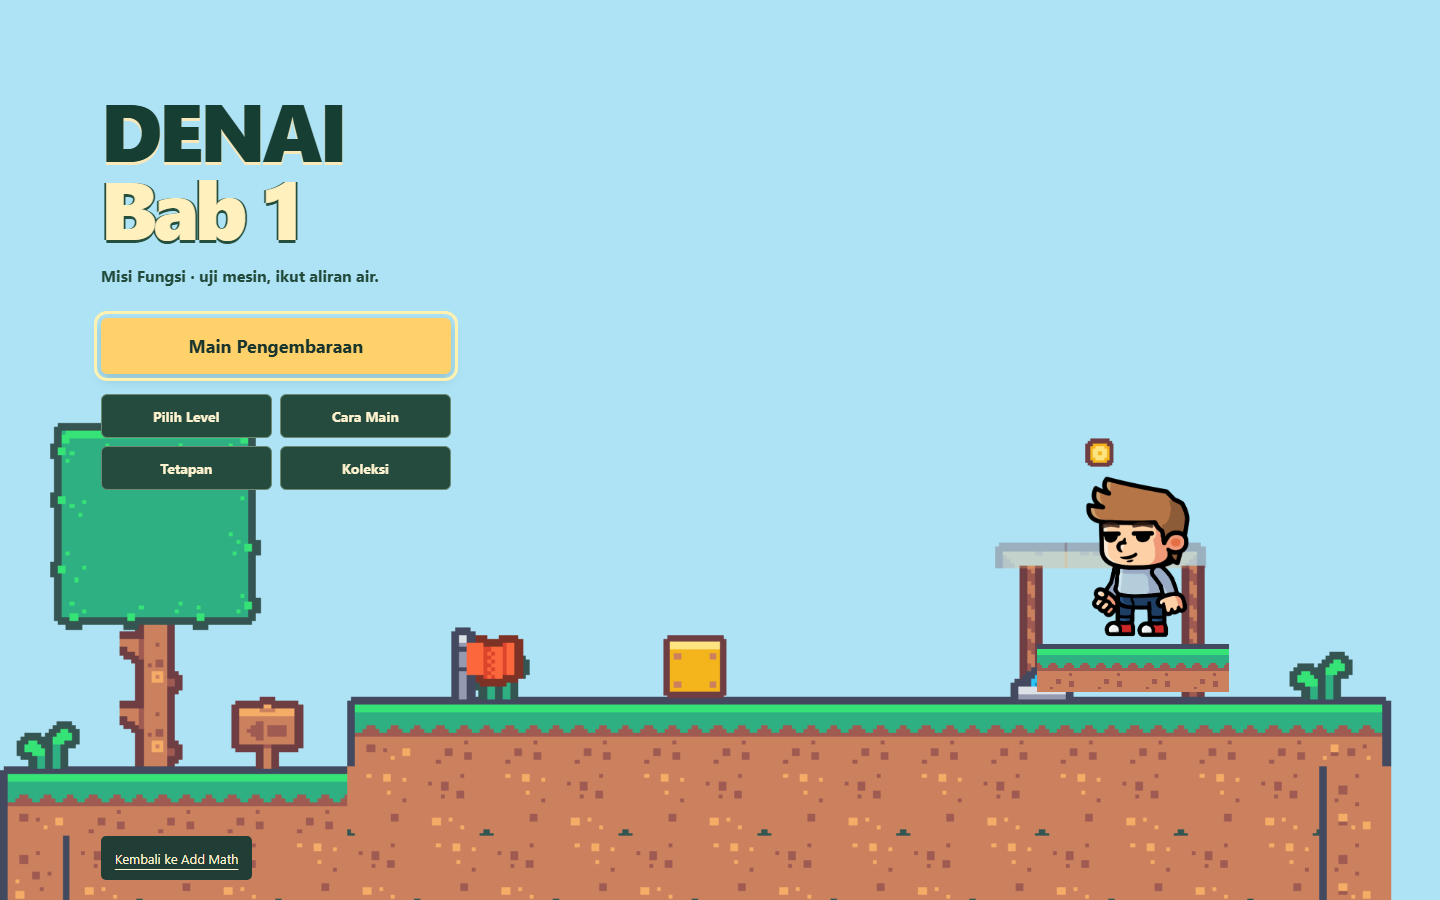 DENAI
Bab 1
Misi Fungsi · uji mesin, ikut aliran air.
Main Pengembaraan
Pilih Level
Cara Main
Tetapan
Koleksi
Kembali ke Add Math